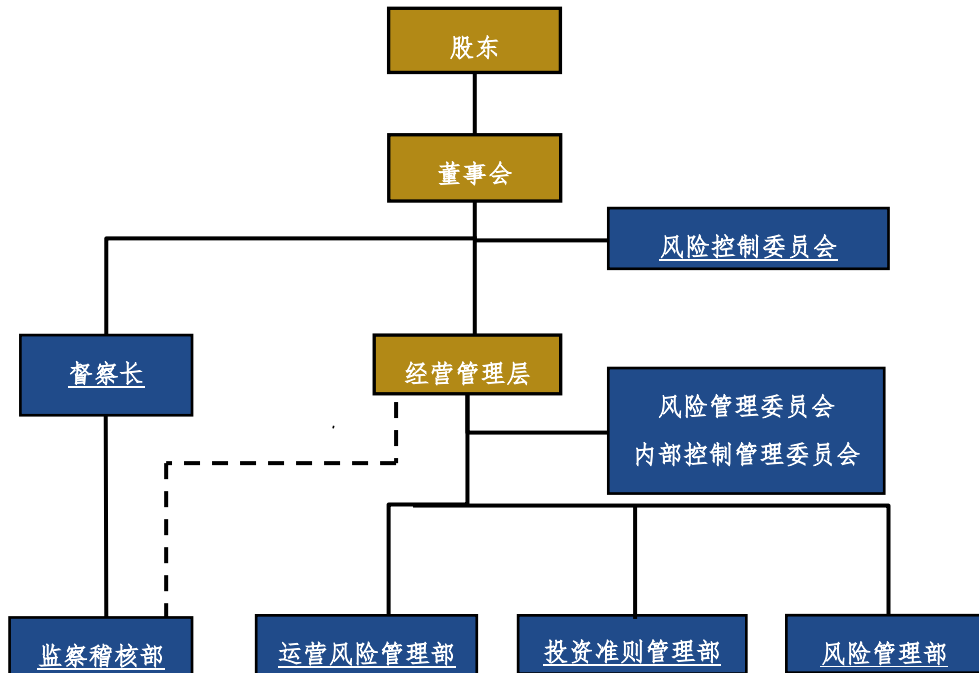 股东
董事会
风险控制委员会
督察长
经营管理层
风险管理委员会
内部控制管理委员会
监察稽核部
运营风险管理部
投资准则管理部
风险管理部